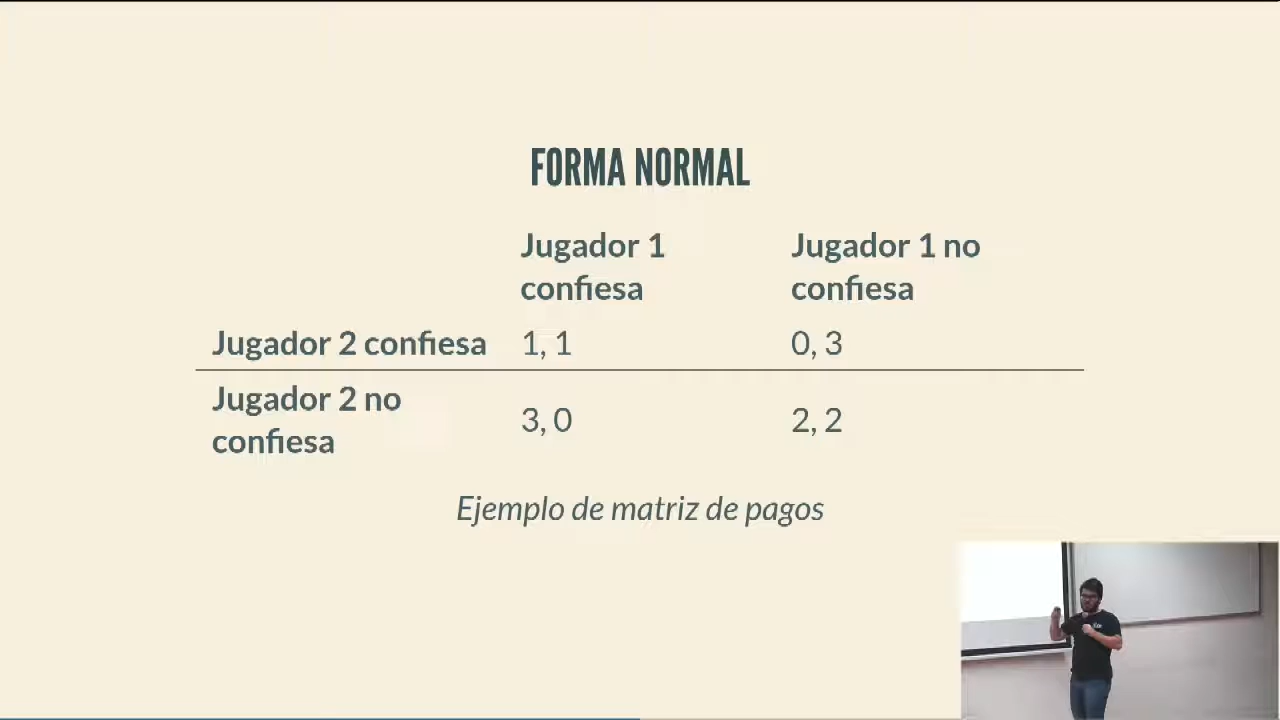 FORMA NORMAL
Jugador 1 confiesa
Jugador 1 no confiesa
Jugador 2 confiesa 1, 1 0, 3
Jugador 2 no confiesa 3, 0 2, 2
Ejemplo de matriz de pagos